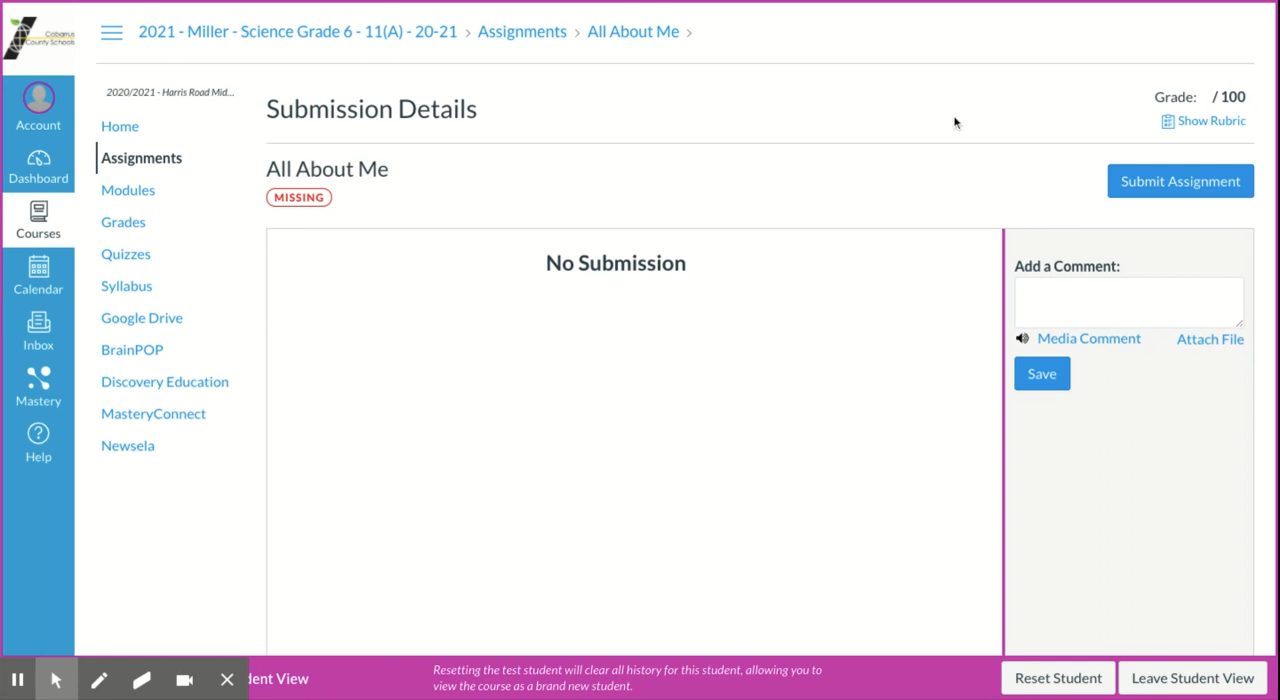 Cabarrus
County Schools
2021 - Miller - Science Grade 6 - 11(A) - 20-21 > Assignments > All About Me >
Account
Dashboard
Courses
Calendar
Inbox
Mastery
Help
2020/2021 - Harris Road Mid...
Home
Assignments
Modules
Grades
Quizzes
Syllabus
Google Drive
BrainPOP
Discovery Education
MasteryConnect
Newsela
Submission Details
Grade: / 100
Show Rubric
All About Me
MISSING
Submit Assignment
No Submission
Add a Comment:
Media Comment
Attach File
Save
dent View
Resetting the test student will clear all history for this student, allowing you to
view the course as a brand new student.
Reset Student
Leave Student View